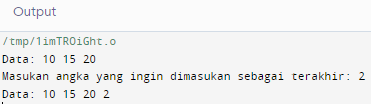 Output
/tmp/1imTROiGht.o
Data: 10 15 20
Masukan angka yang ingin dimasukan sebagai terakhir: 2
Data: 10 15 20 2